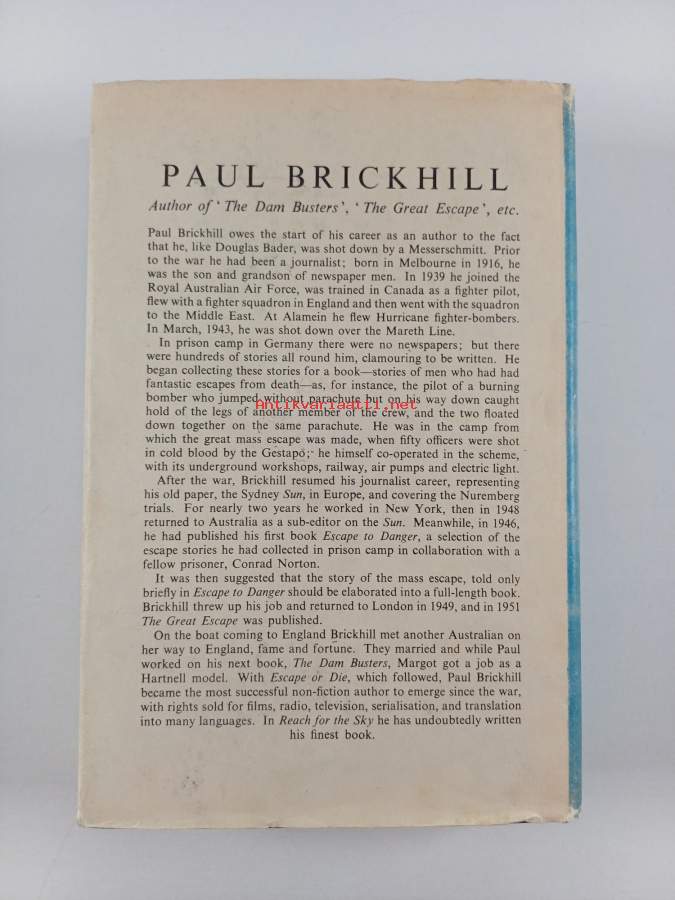 PAUL BRICKHILL
Author of ' The Dam Busters', ' The Great Escape', etc.
Paul Brickhill owes the start of his career as an author to the fact
that he, like Douglas Bader, was shot down by a Messerschmitt. Prior
to the war he had been a journalist; born in Melbourne in 1916, he
was the son and grandson of newspaper men. In 1939 he joined the
Royal Australian Air Force, was trained in Canada as a fighter pilot,
flew with a fighter squadron in England and then went with the squadron
to the Middle East. At Alamein he flew Hurricane fighter-bombers.
In March, 1943, he was shot down over the Mareth Line.
In prison camp in Germany there were no newspapers; but there
were hundreds of stories all round him, clamouring to be written. He
began collecting these stories for a book—stories of men who had had
fantastic escapes from death—as, for instance, the pilot of a burning
bomber who jumped without parachute but on his way down caught
Antikvariaatti.net
hold of the legs of another member of the crew, and the two floated
down together on the same parachute. He was in the camp from
which the great mass escape was made, when fifty officers were shot
in cold blood by the Gestapo; he himself co-operated in the scheme,
with its underground workshops, railway, air pumps and electric light.
After the war, Brickhill resumed his journalist career, representing
his old paper, the Sydney Sun, in Europe, and covering the Nuremberg
trials. For nearly two years he worked in New York, then in 1948
returned to Australia as a sub-editor on the Sun. Meanwhile, in 1946,
he had published his first book Escape to Danger, a selection of the
escape stories he had collected in prison camp in collaboration with a
fellow prisoner, Conrad Norton.
It was then suggested that the story of the mass escape, told only
briefly in Escape to Danger should be elaborated into a full-length book.
Brickhill threw up his job and returned to London in 1949, and in 1951
The Great Escape was published.
On the boat coming to England Brickhill met another Australian on
her way to England, fame and fortune. They married and while Paul
worked on his next book, The Dam Busters, Margot got a job as a
Hartnell model. With Escape or Die, which followed, Paul Brickhill
became the most successful non-fiction author to emerge since the war,
with rights sold for films, radio, television, serialisation, and translation
into many languages. In Reach for the Sky he has undoubtedly written
his finest book.